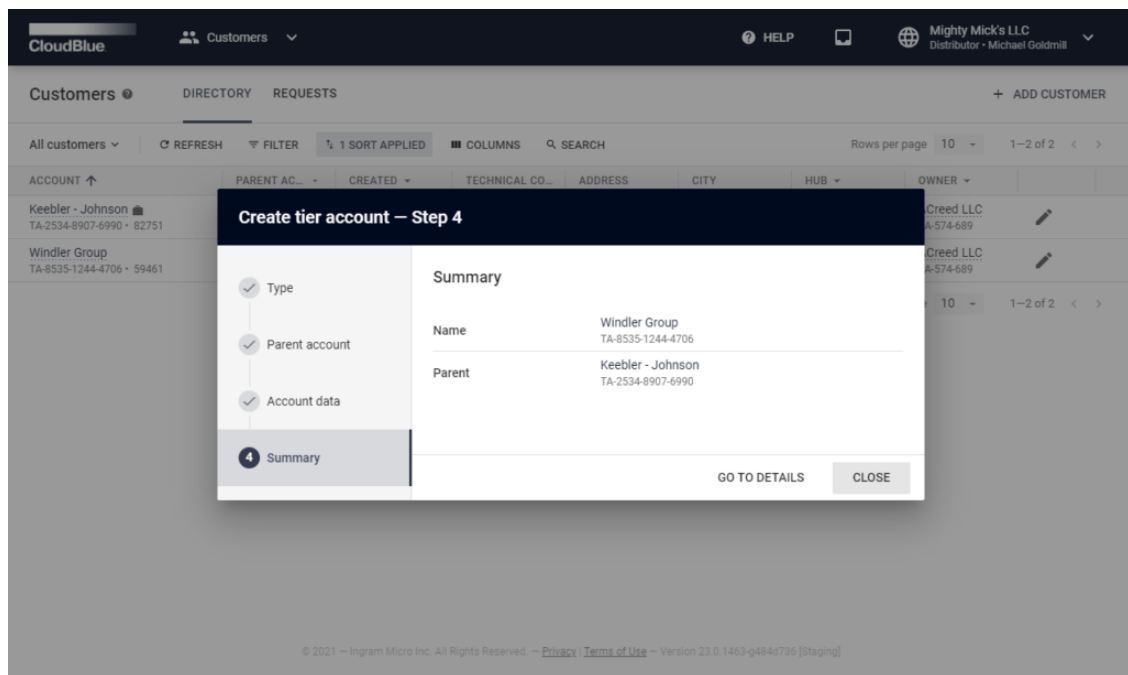 CloudBlue
Customers
HELP
Mighty Mick's LLC
Distributor • Michael Goldmill
Customers
DIRECTORY
REQUESTS
+ ADD CUSTOMER
All customers
REFRESH
FILTER
1 SORT APPLIED
COLUMNS
SEARCH
Rows per page 10
1–2 of 2
ACCOUNT
PARENT AC...
CREATED
TECHNICAL CO...
ADDRESS
CITY
HUB
OWNER
Keebler - Johnson
TA-2534-8907-6990 • 82751
Creed LLC
A-574-689
Windler Group
TA-8535-1244-4706 • 59461
Creed LLC
A-574-689
10
1–2 of 2
Create tier account — Step 4
Type
Parent account
Account data
4 Summary
Summary
Name
Windler Group
TA-8535-1244-4706
Parent
Keebler - Johnson
TA-2534-8907-6990
GO TO DETAILS
CLOSE
© 2021 — Ingram Micro Inc. All Rights Reserved. — Privacy | Terms of Use — Version 23.0.1463-g484d736 [Staging]